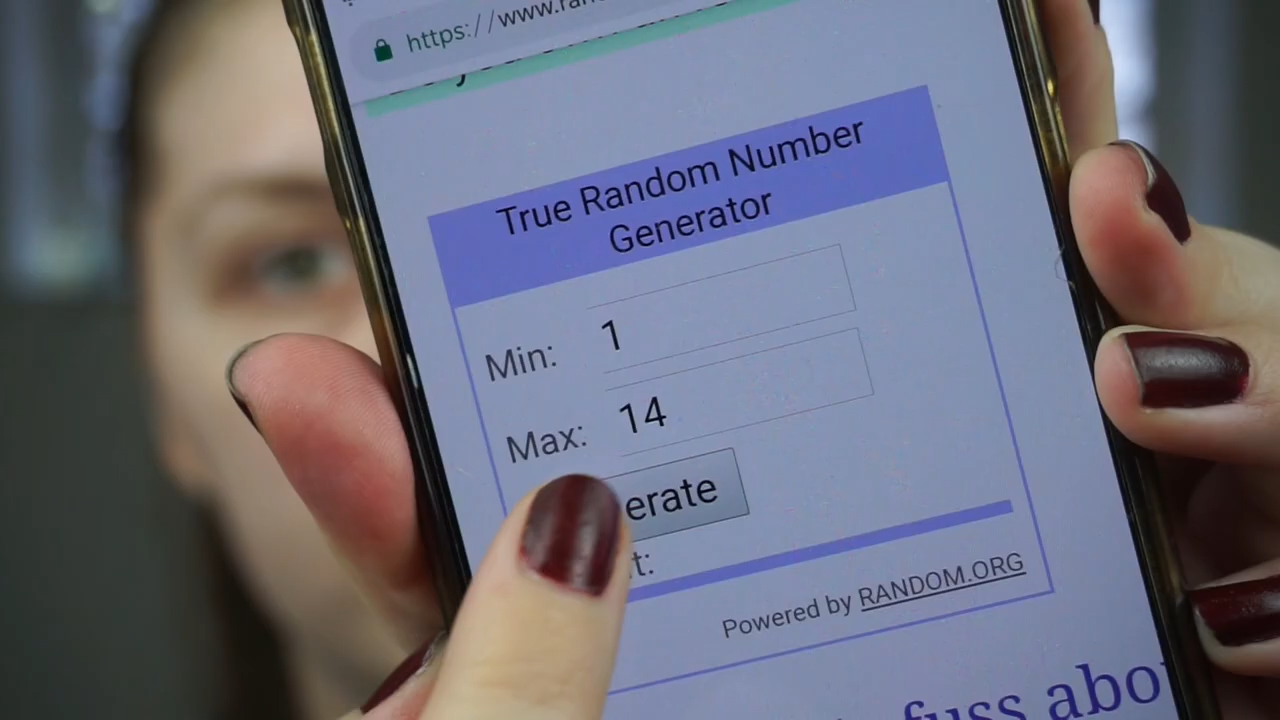 https://www.ran
True Random Number
Generator
Min: 1
Max: 14
erate
t:
Powered by RANDOM.ORG
fuss abo